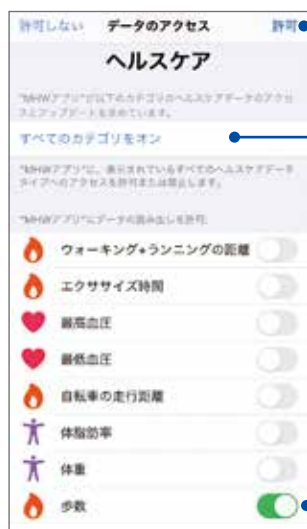 許可しない データのアクセス 許可
ヘルスケア
"MHWアプリ"が以下のカテゴリのヘルスケアデータのアクセ
スとアップデートを求めています。
すべてのカテゴリをオン
"MHWアプリ"に、表示されているすべてのヘルスケアデータ
タイプへのアクセスを許可または禁止します。
"MHWアプリ"にデータの読み出しを許可:
ウォーキング+ランニングの距離
エクササイズ時間
最高血圧
最低血圧
自転車の走行距離
体脂肪率
体重
歩数